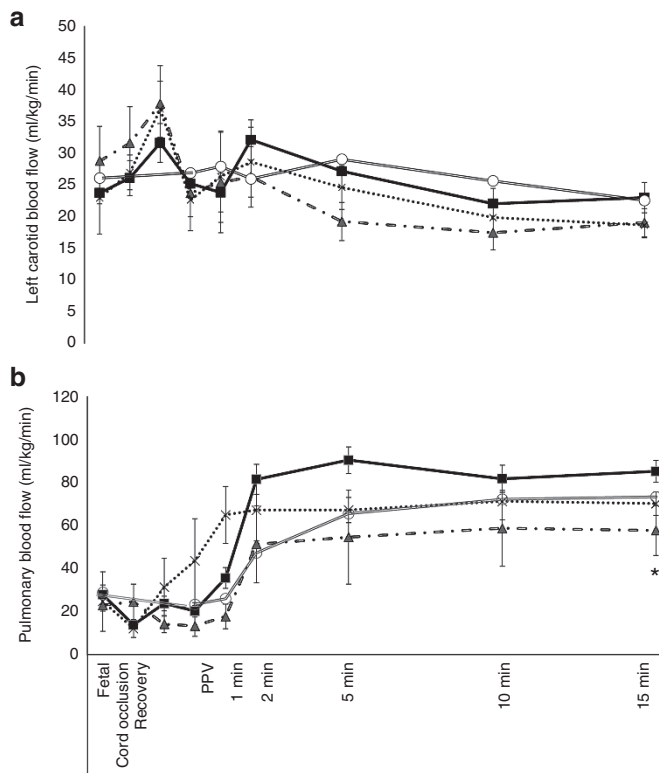 a
50
45
40
35
30
25
20
15
10
5
0
Left carotid blood flow (ml/kg/min)
b
120
100
80
60
40
20
0
Pulmonary blood flow (ml/kg/min)
*
Fetal
Cord occlusion
Recovery
PPV
1 min
2 min
5 min
10 min
15 min